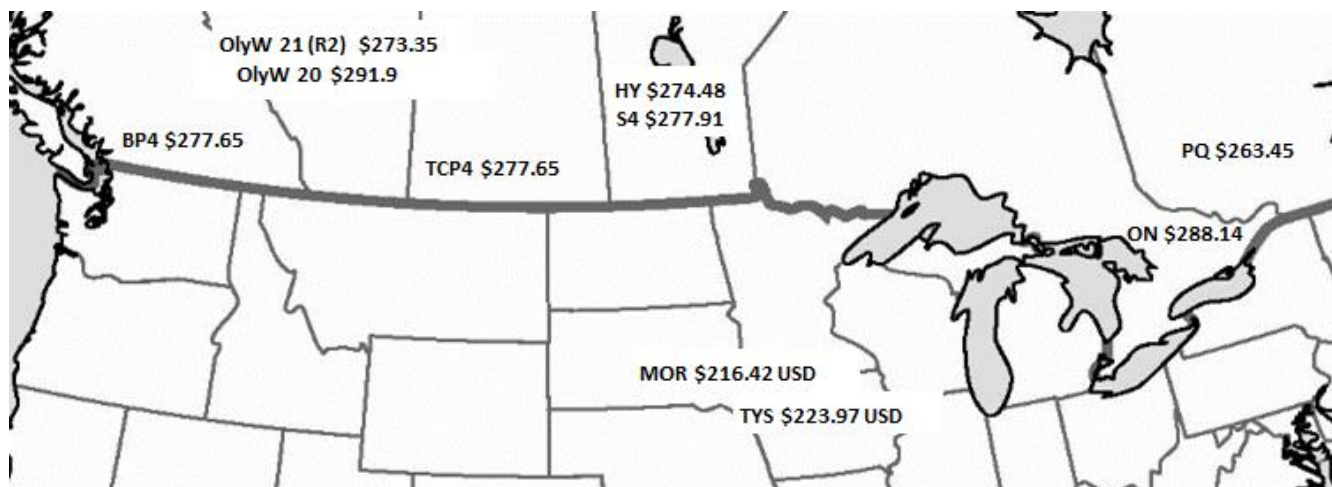 OlyW 21 (R2) $273.35
OlyW 20 $291.9
HY $274.48
S4 $277.91
BP4 $277.65
TCP4 $277.65
PQ $263.45
ON $288.14
MOR $216.42 USD
TYS $223.97 USD